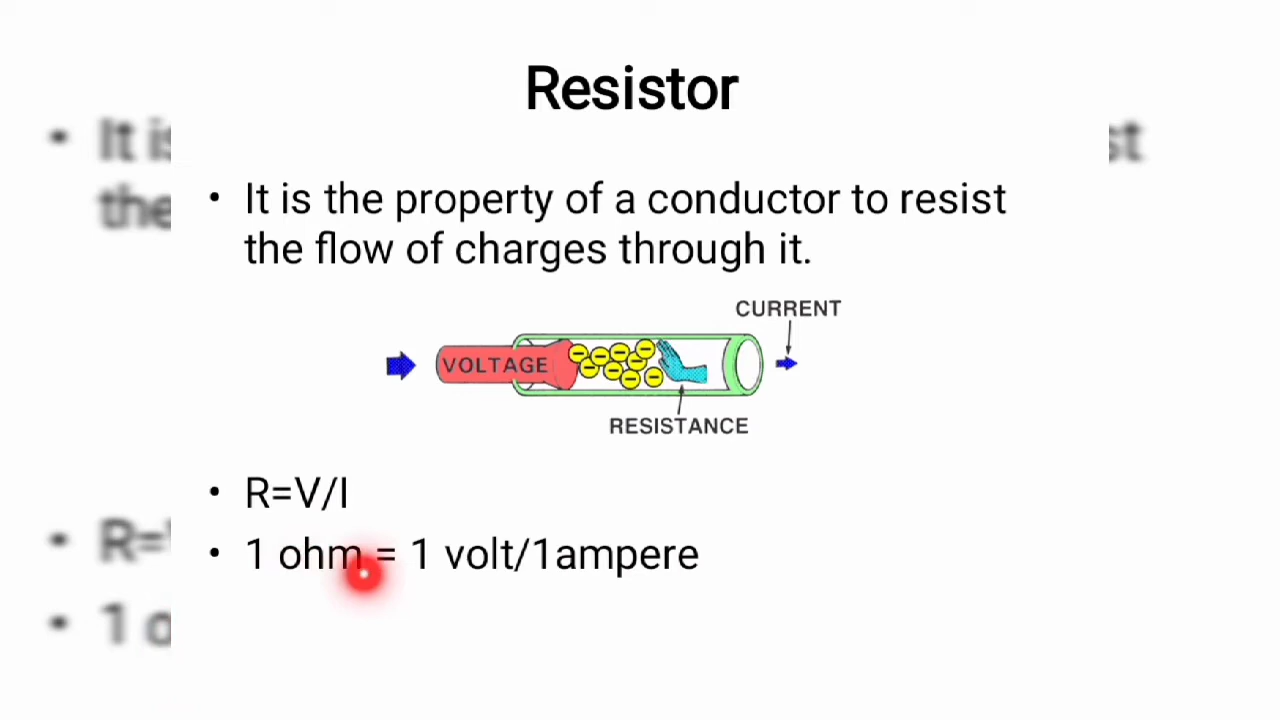 Resistor
• It is the property of a conductor to resist
the flow of charges through it.
CURRENT
VOLTAGE
RESISTANCE
• R=V/I
• 1 ohm = 1 volt/1ampere